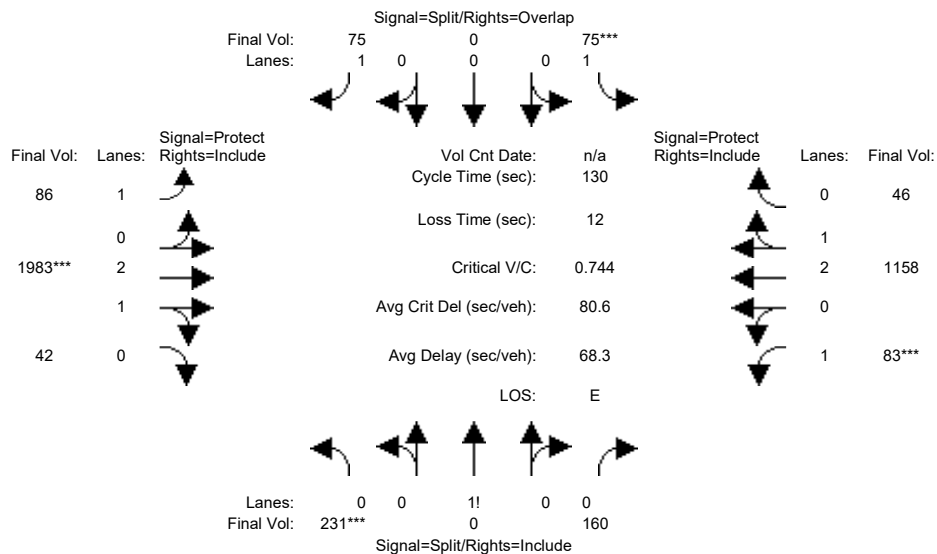 Signal=Split/Rights=Overlap
Final Vol: 75 0 75***
Lanes: 1 0 0 0 1
Signal=Protect
Final Vol: Lanes: Rights=Include
Vol Cnt Date: n/a
Signal=Protect
Rights=Include Lanes: Final Vol:
Cycle Time (sec): 130
86 1
0 46
Loss Time (sec): 12
0
1
1983*** 2
Critical V/C: 0.744
2 1158
1
Avg Crit Del (sec/veh): 80.6
0
42 0
Avg Delay (sec/veh): 68.3
1 83***
LOS: E
Lanes: 0 0 1! 0 0
Final Vol: 231*** 0 160
Signal=Split/Rights=Include